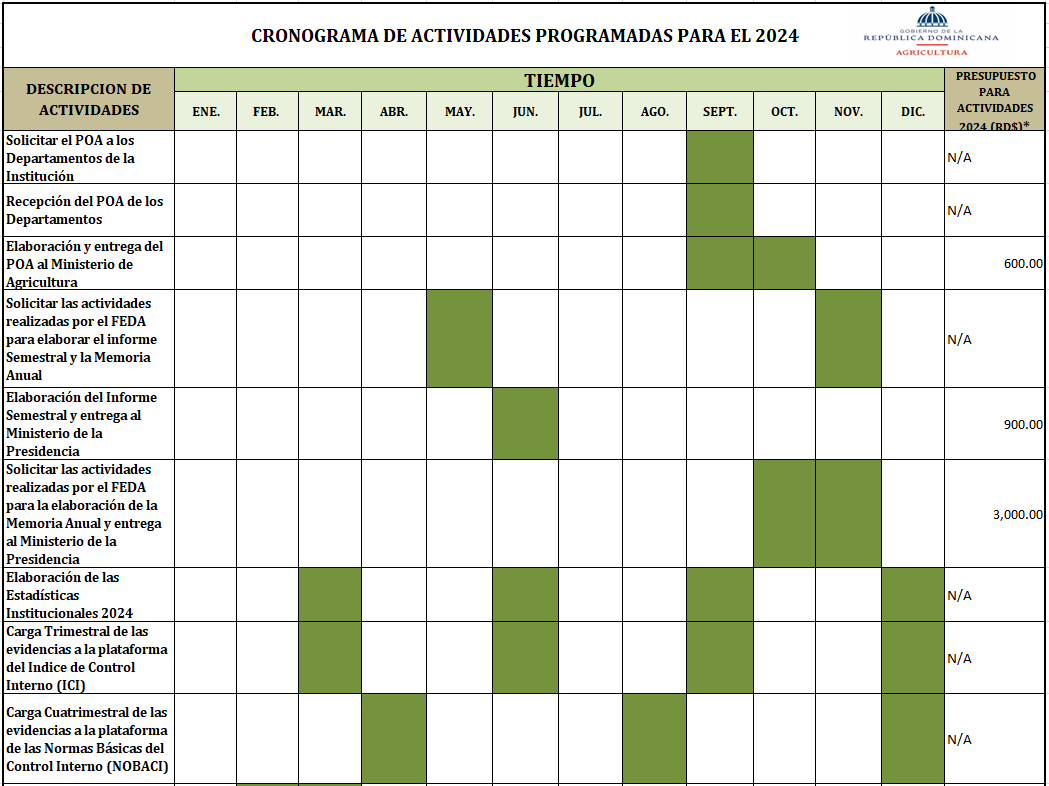 CRONOGRAMA DE ACTIVIDADES PROGRAMADAS PARA EL 2024
GOBIERNO DE LA
REPÚBLICA DOMINICANA
AGRICULTURA
DESCRIPCION DE
ACTIVIDADES
TIEMPO
PRESUPUESTO
PARA
ACTIVIDADES
2024 (RD$)*
ENE. FEB. MAR. ABR. MAY. JUN. JUL. AGO. SEPT. OCT. NOV. DIC.
Solicitar el POA a los
Departamentos de la
Institución
N/A
Recepción del POA de los
Departamentos
N/A
Elaboración y entrega del
POA al Ministerio de
Agricultura
600.00
Solicitar las actividades
realizadas por el FEDA
para elaborar el informe
Semestral y la Memoria
Anual
N/A
Elaboración del Informe
Semestral y entrega al
Ministerio de la
Presidencia
900.00
Solicitar las actividades
realizadas por el FEDA
para la elaboración de la
Memoria Anual y entrega
al Ministerio de la
Presidencia
3,000.00
Elaboración de las
Estadísticas
Institucionales 2024
N/A
Carga Trimestral de las
evidencias a la plataforma
del Indice de Control
Interno (ICI)
N/A
Carga Cuatrimestral de las
evidencias a la plataforma
de las Normas Básicas del
Control Interno (NOBACI)
N/A